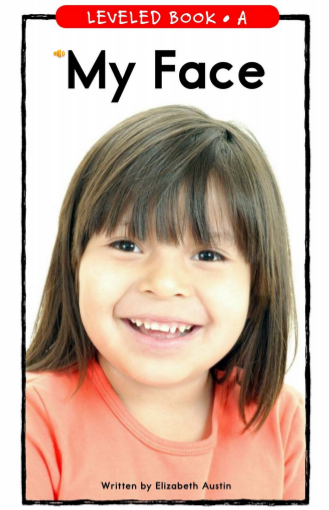 LEVELED BOOK • A
My Face
Written by Elizabeth Austin